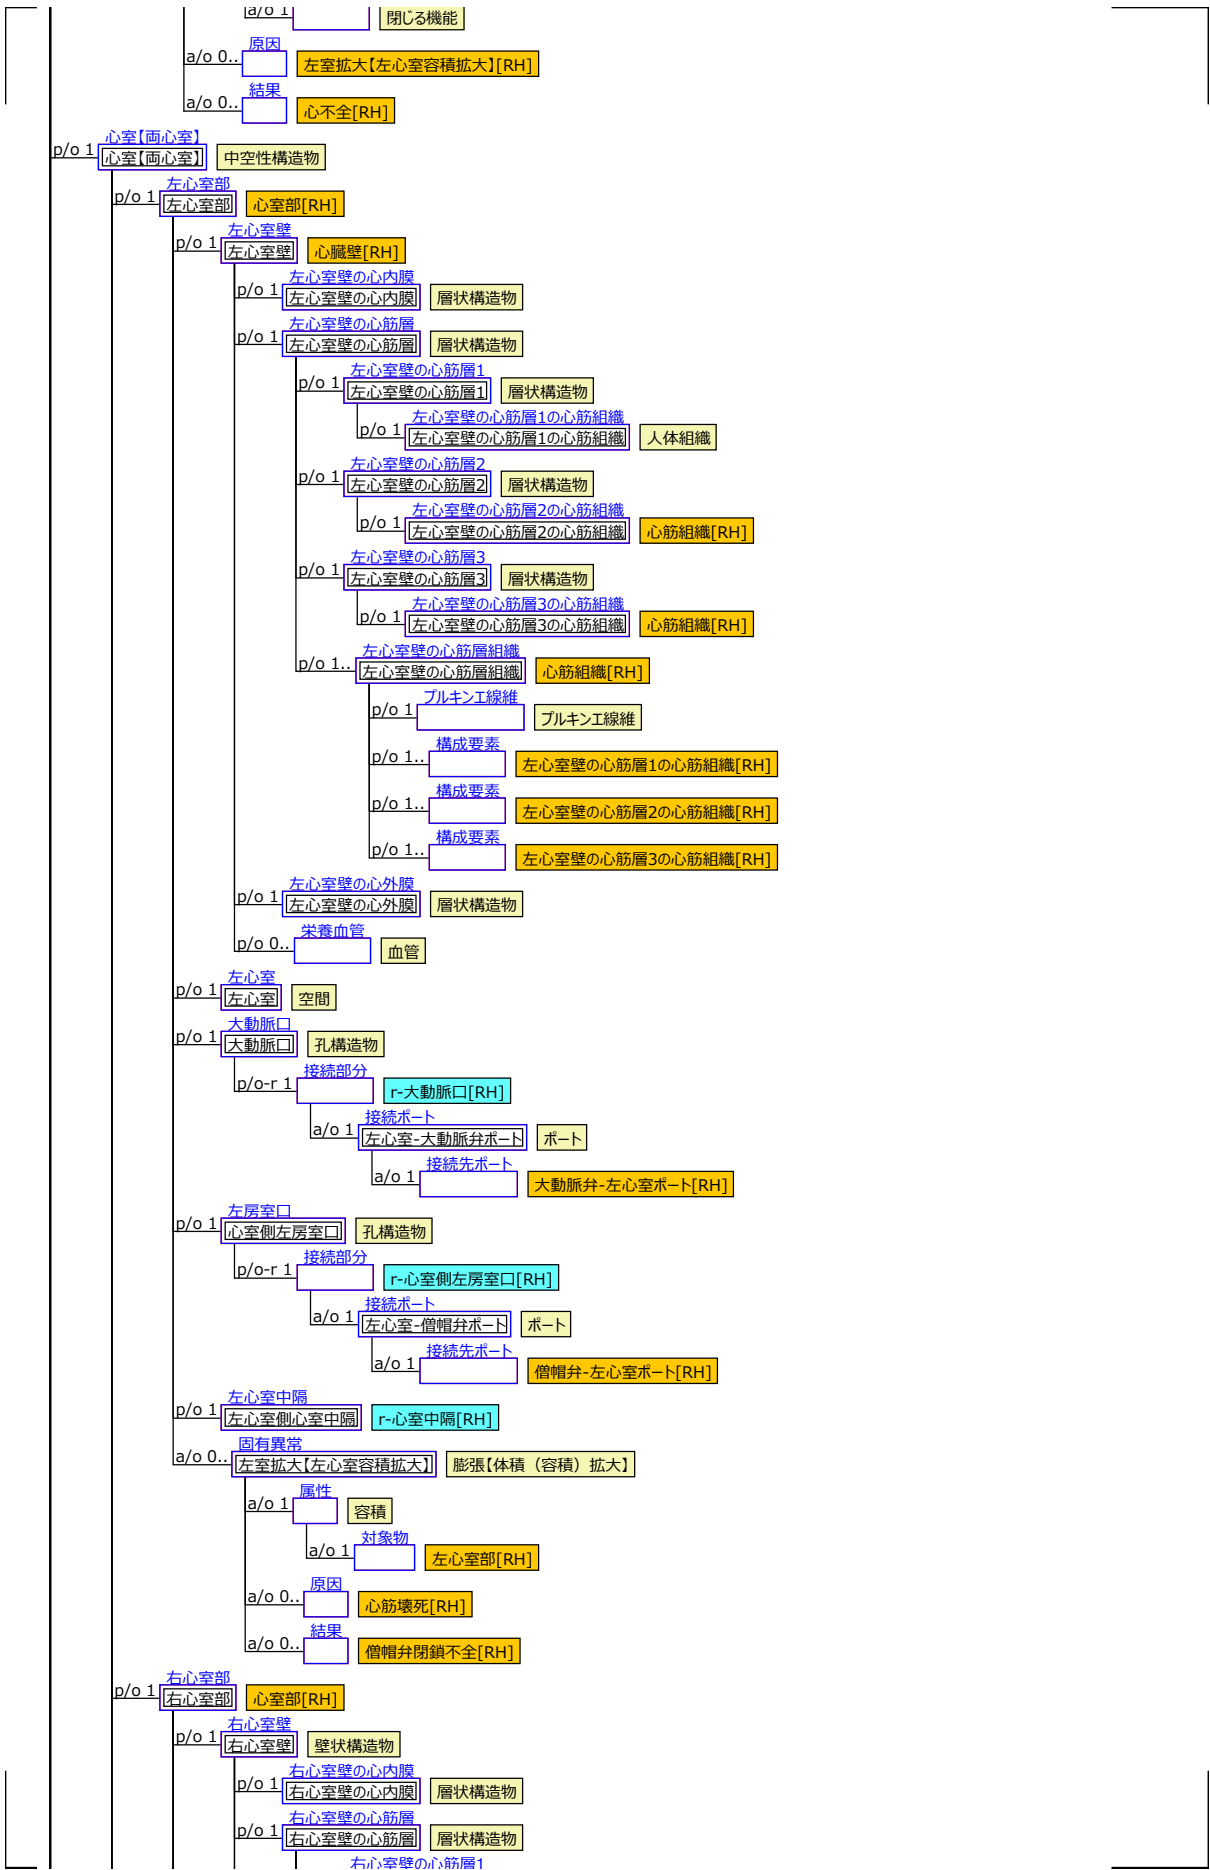 a/o 1 閉じる機能
原因
a/o 0.. 左室拡大【左心室容積拡大】[RH]
結果
a/o 0.. 心不全[RH]
心室【両心室】
p/o 1 心室【両心室】 中空性構造物
左心室部
p/o 1 左心室部 心室部[RH]
左心室壁
p/o 1 左心室壁 心臓壁[RH]
左心室壁の心内膜
p/o 1 左心室壁の心内膜 層状構造物
左心室壁の心筋層
p/o 1 左心室壁の心筋層 層状構造物
左心室壁の心筋層1
p/o 1 左心室壁の心筋層1 層状構造物
左心室壁の心筋層1の心筋組織
p/o 1 左心室壁の心筋層1の心筋組織 人体組織
左心室壁の心筋層2
p/o 1 左心室壁の心筋層2 層状構造物
左心室壁の心筋層2の心筋組織
p/o 1 左心室壁の心筋層2の心筋組織 心筋組織[RH]
左心室壁の心筋層3
p/o 1 左心室壁の心筋層3 層状構造物
左心室壁の心筋層3の心筋組織
p/o 1 左心室壁の心筋層3の心筋組織 心筋組織[RH]
左心室壁の心筋層組織
p/o 1.. 左心室壁の心筋層組織 心筋組織[RH]
プルキンエ線維
p/o 1 プルキンエ線維
構成要素
p/o 1.. 左心室壁の心筋層1の心筋組織[RH]
構成要素
p/o 1.. 左心室壁の心筋層2の心筋組織[RH]
構成要素
p/o 1.. 左心室壁の心筋層3の心筋組織[RH]
左心室壁の心外膜
p/o 1 左心室壁の心外膜 層状構造物
栄養血管
p/o 0.. 血管
左心室
p/o 1 左心室 空間
大動脈口
p/o 1 大動脈口 孔構造物
接続部分
p/o-r 1 r-大動脈口[RH]
接続ポート
a/o 1 左心室-大動脈弁ポート ポート
接続先ポート
a/o 1 大動脈弁-左心室ポート[RH]
左房室口
p/o 1 心室側左房室口 孔構造物
接続部分
p/o-r 1 r-心室側左房室口[RH]
接続ポート
a/o 1 左心室-僧帽弁ポート ポート
接続先ポート
a/o 1 僧帽弁-左心室ポート[RH]
左心室中隔
p/o 1 左心室側心室中隔 r-心室中隔[RH]
固有異常
a/o 0.. 左室拡大【左心室容積拡大】 膨張【体積（容積）拡大】
属性
a/o 1 容積
対象物
a/o 1 左心室部[RH]
原因
a/o 0.. 心筋壊死[RH]
結果
a/o 0.. 僧帽弁閉鎖不全[RH]
右心室部
p/o 1 右心室部 心室部[RH]
右心室壁
p/o 1 右心室壁 壁状構造物
右心室壁の心内膜
p/o 1 右心室壁の心内膜 層状構造物
右心室壁の心筋層
p/o 1 右心室壁の心筋層 層状構造物
右心室壁の心筋層1